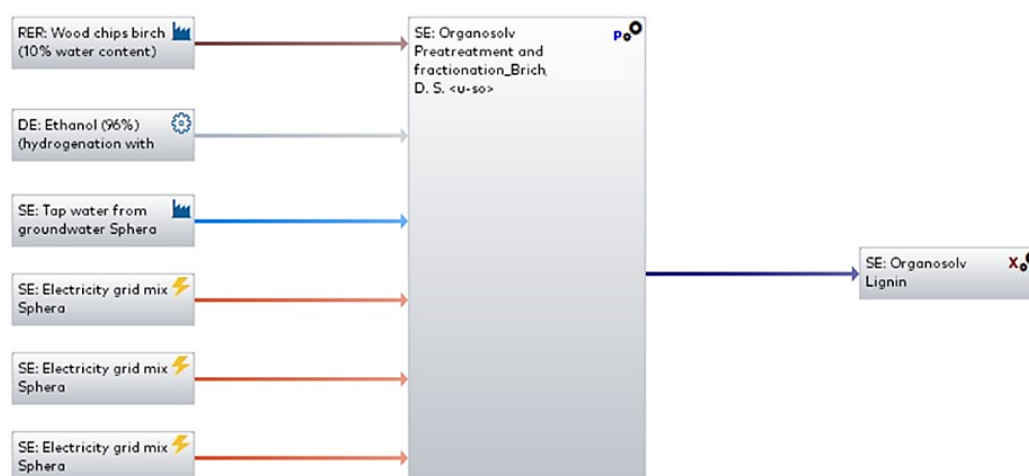 RER: Wood chips birch
(10% water content)
DE: Ethanol (96%)
(hydrogenation with
SE: Tap water from
groundwater Sphera
SE: Electricity grid mix
Sphera
SE: Electricity grid mix
Sphera
SE: Electricity grid mix
Sphera
SE: Organosolv
Preatreatment and
fractionation_Brich,
D. S. <u-so>
P
SE: Organosolv
Lignin
X